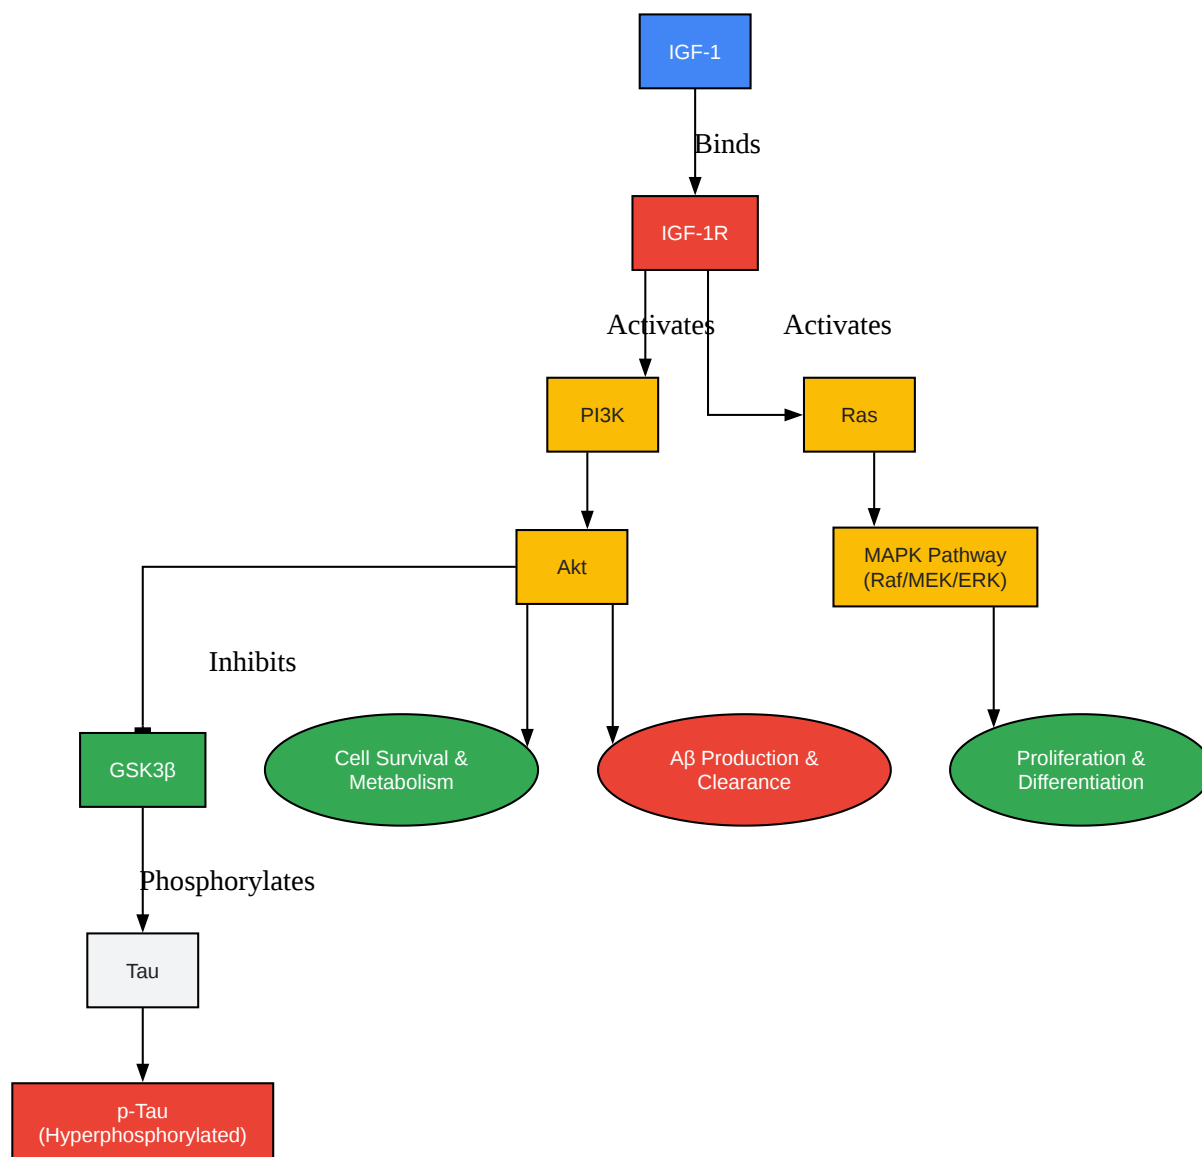 IGF-1
Binds
IGF-1R
Activates
Activates
PI3K
Ras
Akt
MAPK Pathway
(Raf/MEK/ERK)
Inhibits
GSK3β
Cell Survival &
Metabolism
Aβ Production &
Clearance
Proliferation &
Differentiation
Phosphorylates
Tau
p-Tau
(Hyperphosphorylated)